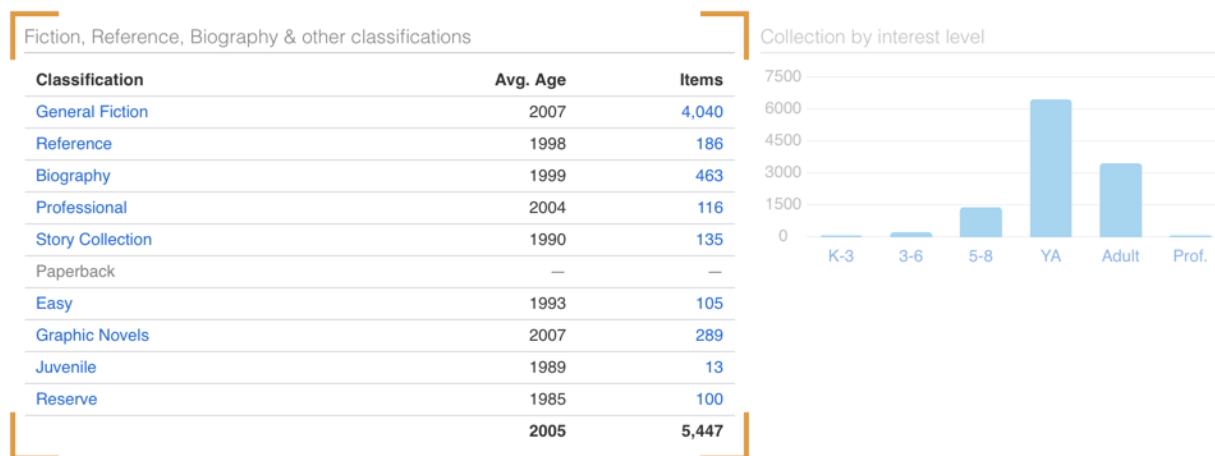 Fiction, Reference, Biography & other classifications
Classification Avg. Age Items
General Fiction 2007 4,040
Reference 1998 186
Biography 1999 463
Professional 2004 116
Story Collection 1990 135
Paperback — —
Easy 1993 105
Graphic Novels 2007 289
Juvenile 1989 13
Reserve 1985 100
2005 5,447
Collection by interest level
7500
6000
4500
3000
1500
0
K-3 3-6 5-8 YA Adult Prof.